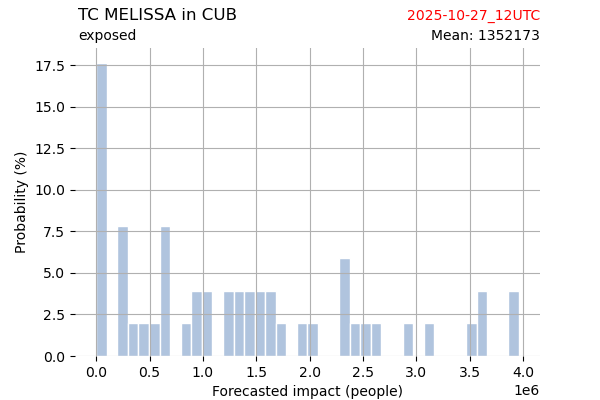 TC MELISSA in CUB
2025-10-27_12UTC
exposed
Mean: 1352173
17.5
15.0
12.5
10.0
7.5
5.0
2.5
0.0
Probability (%)
0.0 0.5 1.0 1.5 2.0 2.5 3.0 3.5 4.0
1e6
Forecasted impact (people)